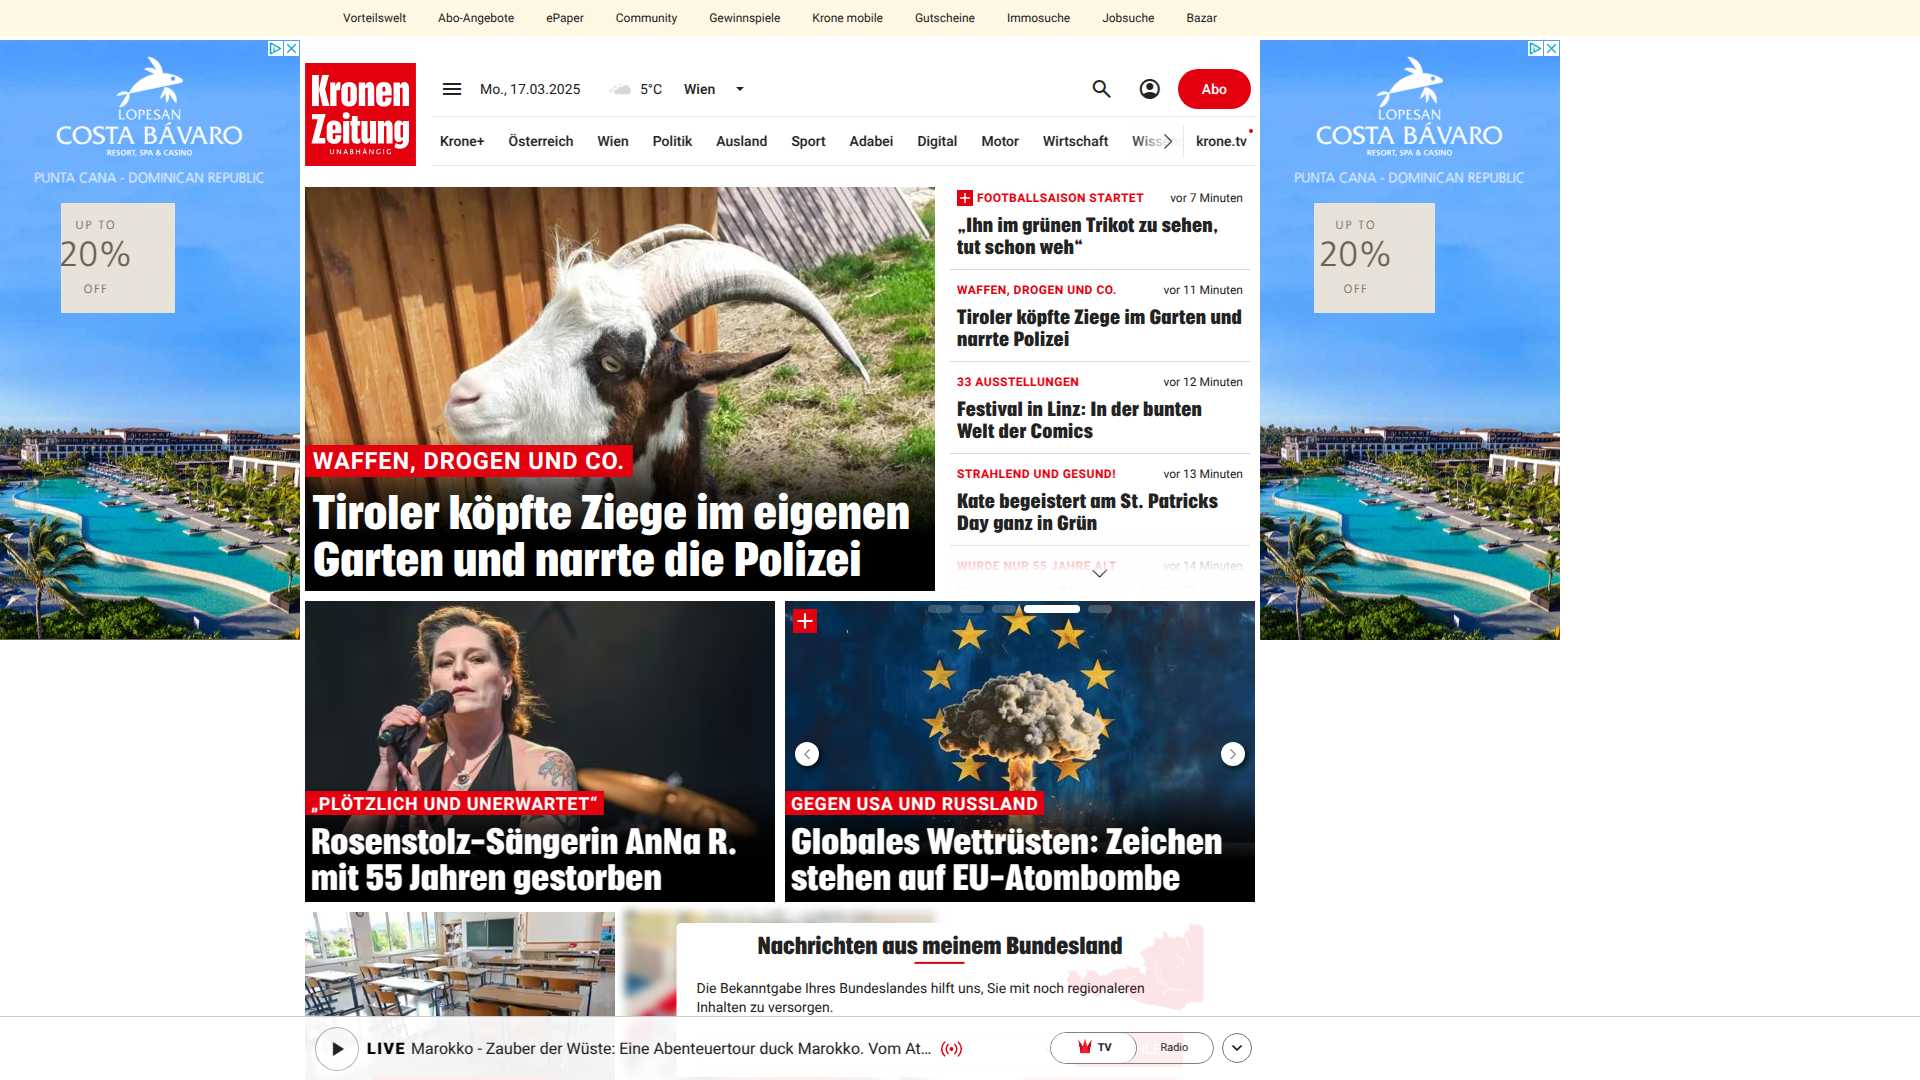 Vorteilswelt Abo-Angebote ePaper Community Gewinnspiele Krone mobile Gutscheine Immosuche Jobsuche Bazar
LOPESAN
COSTA BÁVARO
RESORT, SPA & CASINO
PUNTA CANA - DOMINICAN REPUBLIC
UP TO
20%
OFF
Kronen
Zeitung
UNABHÄNGIG
Mo., 17.03.2025 5°C Wien
Abo
Krone+ Österreich Wien Politik Ausland Sport Adabei Digital Motor Wirtschaft Wiss krone.tv
WAFFEN, DROGEN UND CO.
Tiroler köpfte Ziege im eigenen
Garten und narrte die Polizei
FOOTBALLSAISON STARTET vor 7 Minuten
„Ihn im grünen Trikot zu sehen,
tut schon weh“
WAFFEN, DROGEN UND CO. vor 11 Minuten
Tiroler köpfte Ziege im Garten und
narrte Polizei
33 AUSSTELLUNGEN vor 12 Minuten
Festival in Linz: In der bunten
Welt der Comics
STRAHLEND UND GESUND! vor 13 Minuten
Kate begeistert am St. Patricks
Day ganz in Grün
WURDE NUR 55 JAHRE ALT vor 14 Minuten
LOPESAN
COSTA BÁVARO
RESORT, SPA & CASINO
PUNTA CANA - DOMINICAN REPUBLIC
UP TO
20%
OFF
„PLÖTZLICH UND UNERWARTET“
Rosenstolz-Sängerin AnNa R.
mit 55 Jahren gestorben
GEGEN USA UND RUSSLAND
Globales Wettrüsten: Zeichen
stehen auf EU-Atombombe
Nachrichten aus meinem Bundesland
Die Bekanntgabe Ihres Bundeslandes hilft uns, Sie mit noch regionaleren
Inhalten zu versorgen.
LIVE Marokko - Zauber der Wüste: Eine Abenteuertour duck Marokko. Vom At...
TV Radio